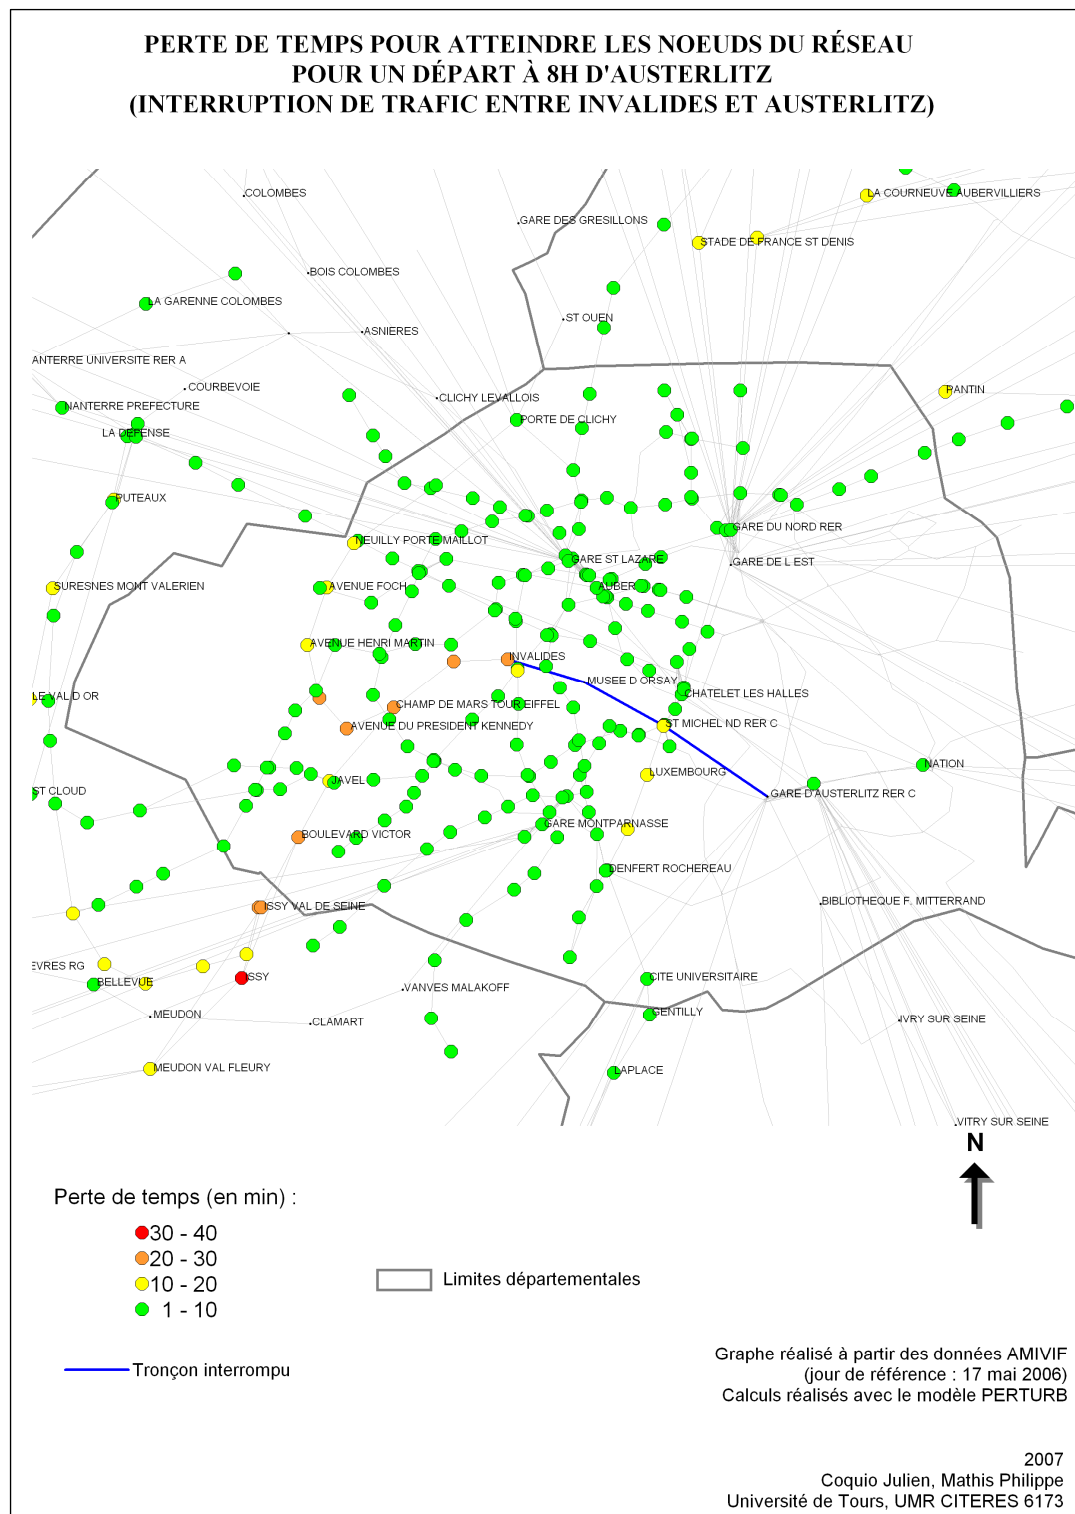 PERTE DE TEMPS POUR ATTEINDRE LES NOEUDS DU RÉSEAU
POUR UN DÉPART À 8H D'AUSTERLITZ
(INTERRUPTION DE TRAFIC ENTRE INVALIDES ET AUSTERLITZ)
COLOMBES
LA COURNEUVE AUBERVILLIERS
GARE DES GRESILLONS
STADE DE FRANCE ST DENIS
BOIS COLOMBES
LA GARENNE COLOMBES
ST OUEN
ASNIERES
ANTERRE UNIVERSITE RER A
COURBEVOIE
PANTIN
CLICHY LEVALLOIS
NANTERRE PREFECTURE
PORTE DE CLICHY
LA DEFENSE
PUTEAUX
GARE DU NORD RER
NEUILLY PORTE MAILLOT
GARE ST LAZARE
GARE DE L EST
SURESNES MONT VALERIEN
AVENUE FOCH
AUBER
AVENUE HENRI MARTIN
INVALIDES
MUSEE D ORSAY
LE VAL D OR
CHATELET LES HALLES
CHAMP DE MARS TOUR EIFFEL
AVENUE DU PRESIDENT KENNEDY
ST MICHEL ND RER C
NATION
LUXEMBOURG
JAVEL
ST CLOUD
GARE D'AUSTERLITZ RER C
GARE MONTPARNASSE
BOULEVARD VICTOR
DENFERT ROCHEREAU
BIBLIOTHEQUE F. MITTERRAND
ISSY VAL DE SEINE
EVRES RG
BELLEVUE
ISSY
CITE UNIVERSITAIRE
VANVES MALAKOFF
MEUDON
GENTILLY
CLAMART
IVRY SUR SEINE
MEUDON VAL FLEURY
LAPLACE
VITRY SUR SEINE
N
Perte de temps (en min) :
30 - 40
20 - 30
10 - 20
1 - 10
Limites départementales
Tronçon interrompu
Graphe réalisé à partir des données AMIVIF
(jour de référence : 17 mai 2006)
Calculs réalisés avec le modèle PERTURB
2007
Coquio Julien, Mathis Philippe
Université de Tours, UMR CITERES 6173